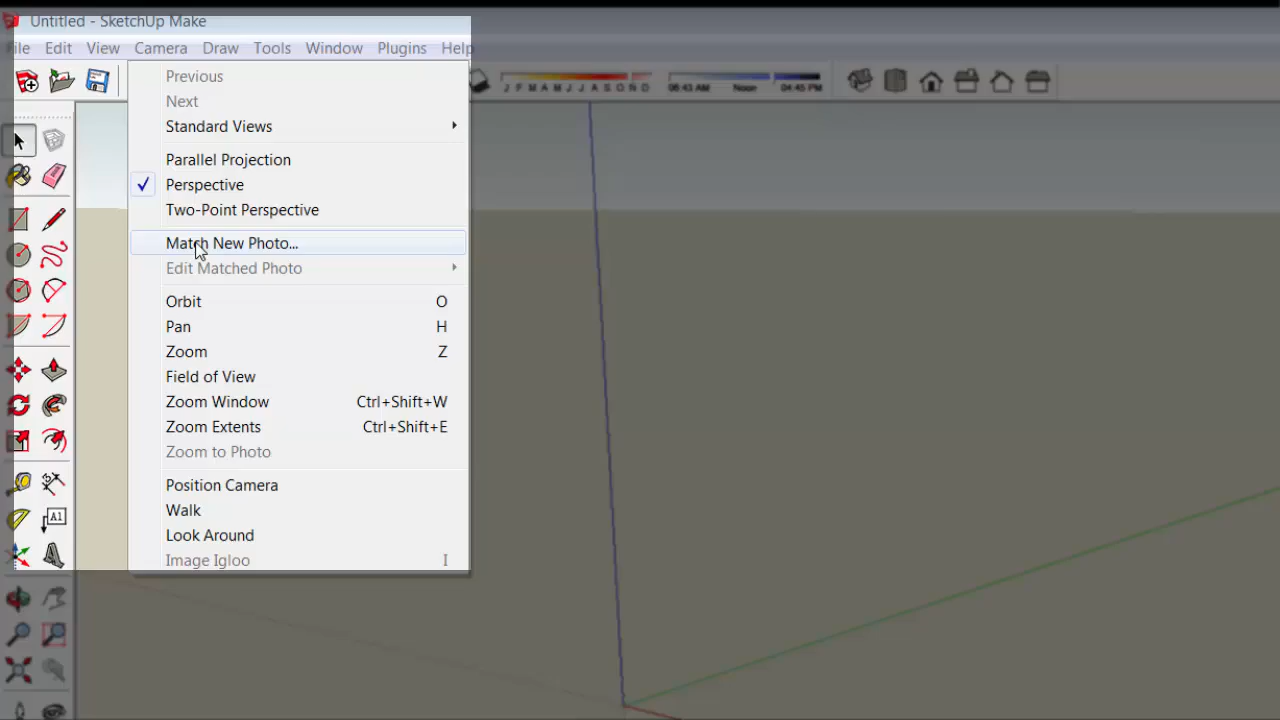 Untitled - SketchUp Make
File Edit View Camera Draw Tools Window Plugins Help
J F M A M J J A S O N D 06:43 AM Noon 04:45 PM
Previous
Next
Standard Views
Parallel Projection
Perspective
Two-Point Perspective
Match New Photo...
Edit Matched Photo
Orbit O
Pan H
Zoom Z
Field of View
Zoom Window Ctrl+Shift+W
Zoom Extents Ctrl+Shift+E
Zoom to Photo
Position Camera
Walk
Look Around
Image Igloo I
A1